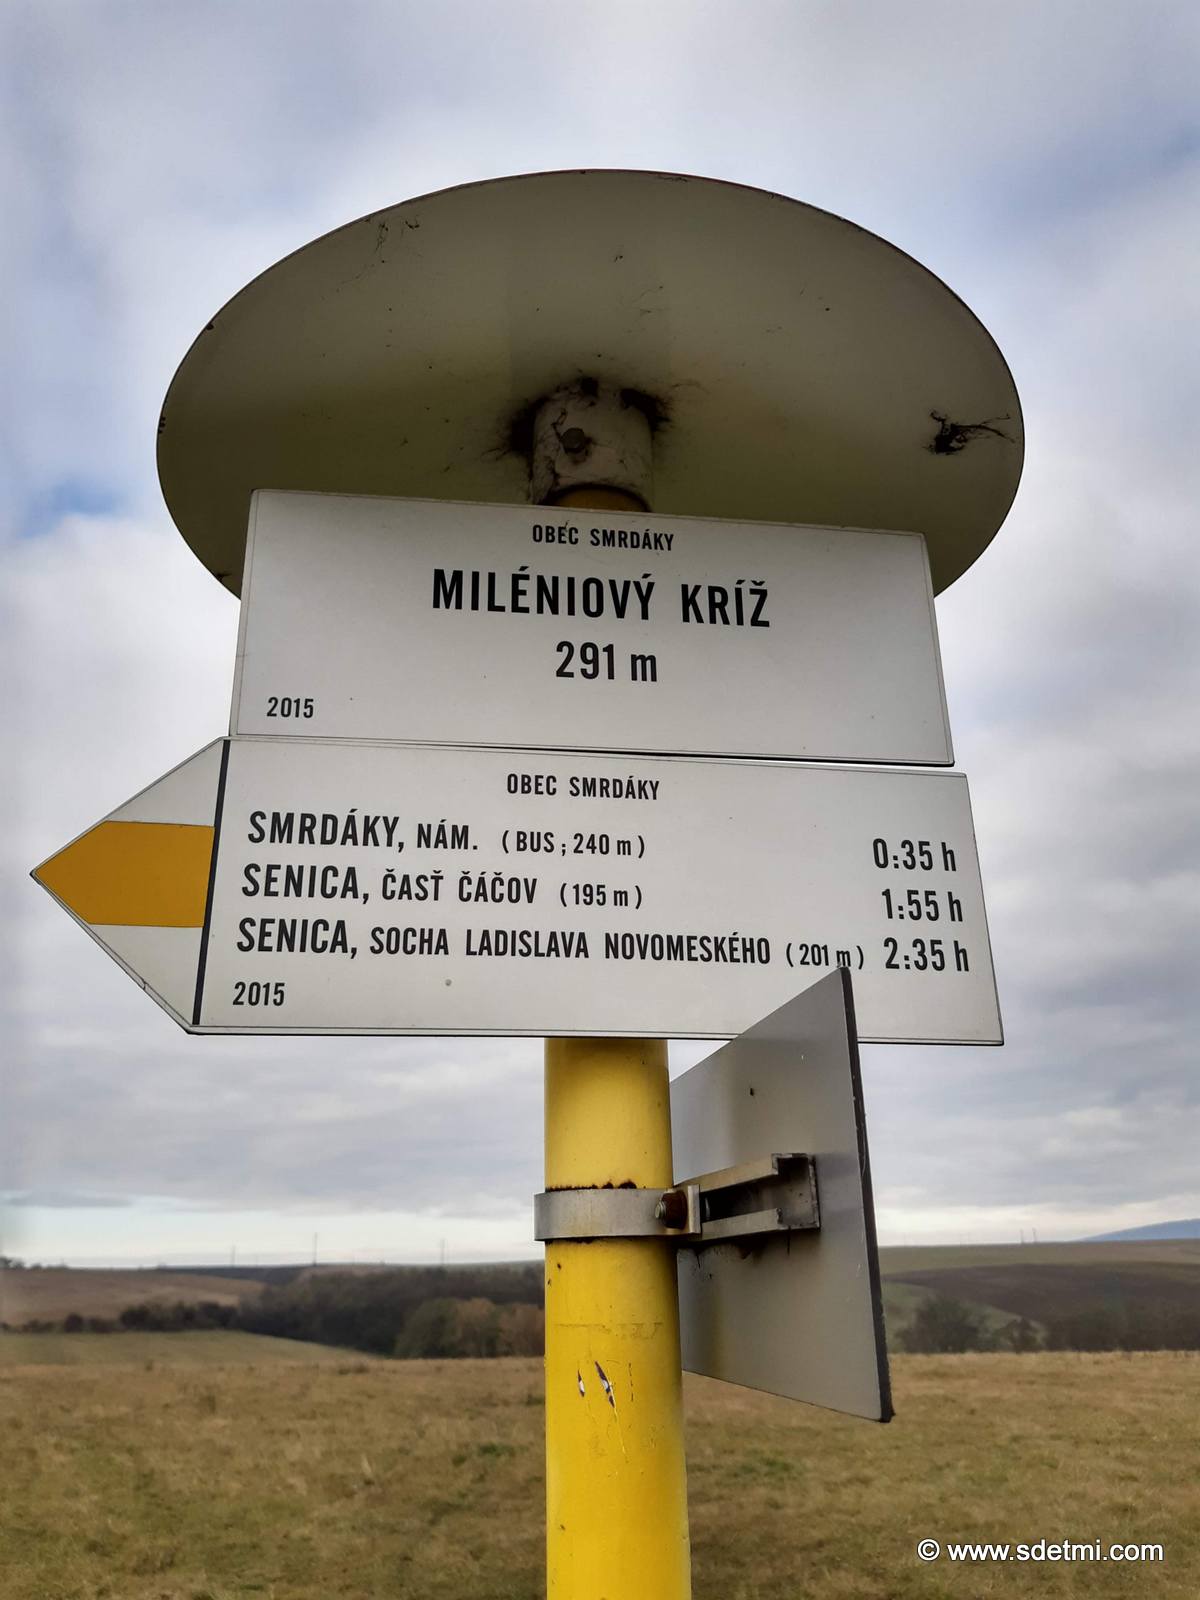 OBEC SMRDÁKY
MILÉNIOVÝ KRÍŽ
291 m
2015
OBEC SMRDÁKY
SMRDÁKY, NÁM. (BUS; 240 m) 0:35 h
SENICA, ČASŤ ČÁČOV (195 m) 1:55 h
SENICA, SOCHA LADISLAVA NOVOMESKÉHO (201 m) 2:35 h
2015
© www.sdetmi.com